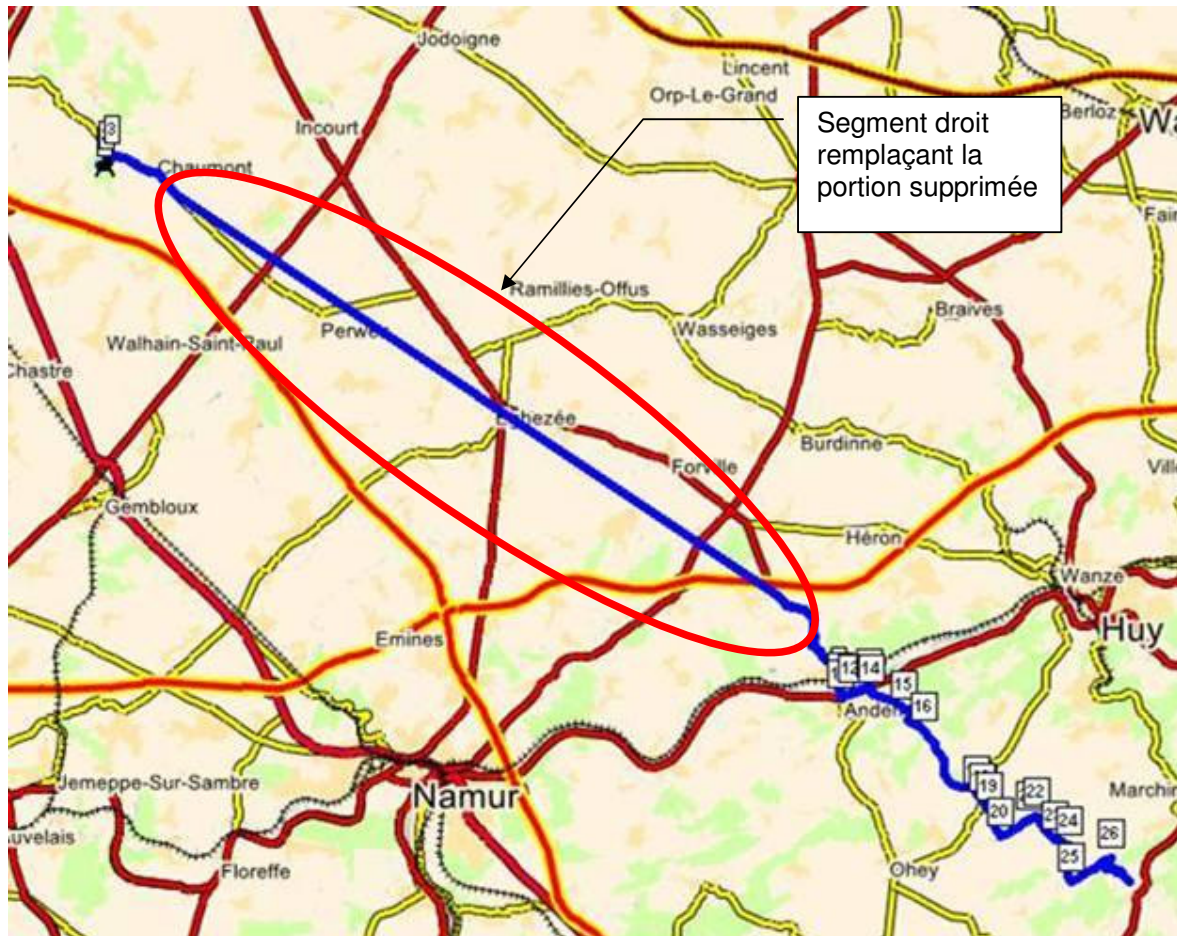 Jodoigne
Lincent
Orp-Le-Grand
Segment droit
remplaçant la
portion supprimée
Berloz
Incourt
3
Chaumont
Ramillies-Offus
Braives
Perwez
Wasseiges
Walhain-Saint-Paul
Chastre
Eghezée
Burdinne
Forville
Gembloux
Héron
Wanze
Huy
Emines
12
14
15
16
Namur
Jemeppe-Sur-Sambre
19
22
20
24
26
25
Floreffe
Ohey